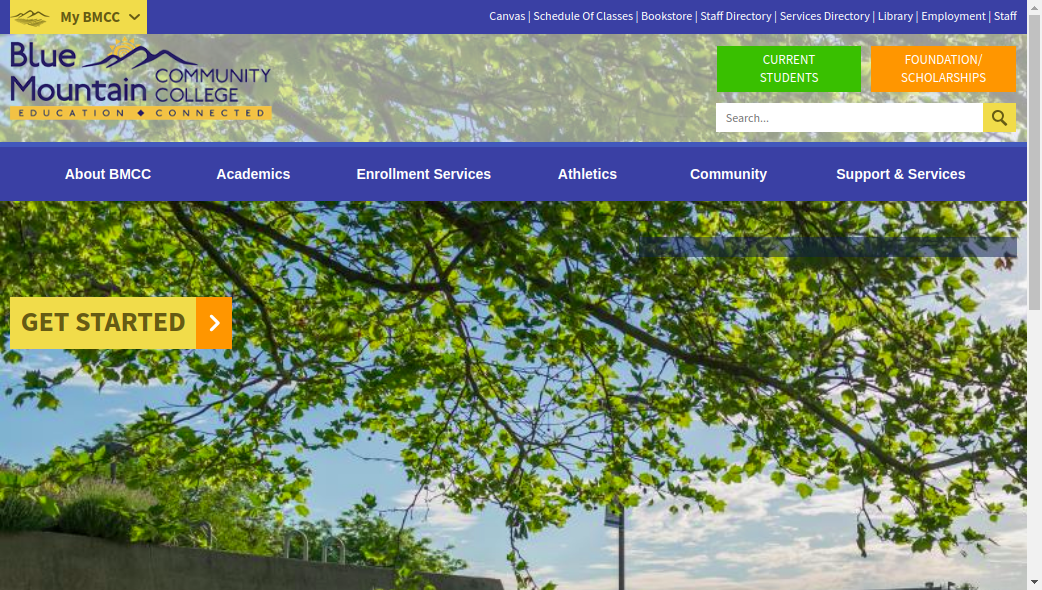 My BMCC
Canvas | Schedule Of Classes | Bookstore | Staff Directory | Services Directory | Library | Employment | Staff
Blue
Mountain COMMUNITY
COLLEGE
EDUCATION ◆ CONNECTED
CURRENT
STUDENTS
FOUNDATION/
SCHOLARSHIPS
Search...
About BMCC
Academics
Enrollment Services
Athletics
Community
Support & Services
GET STARTED